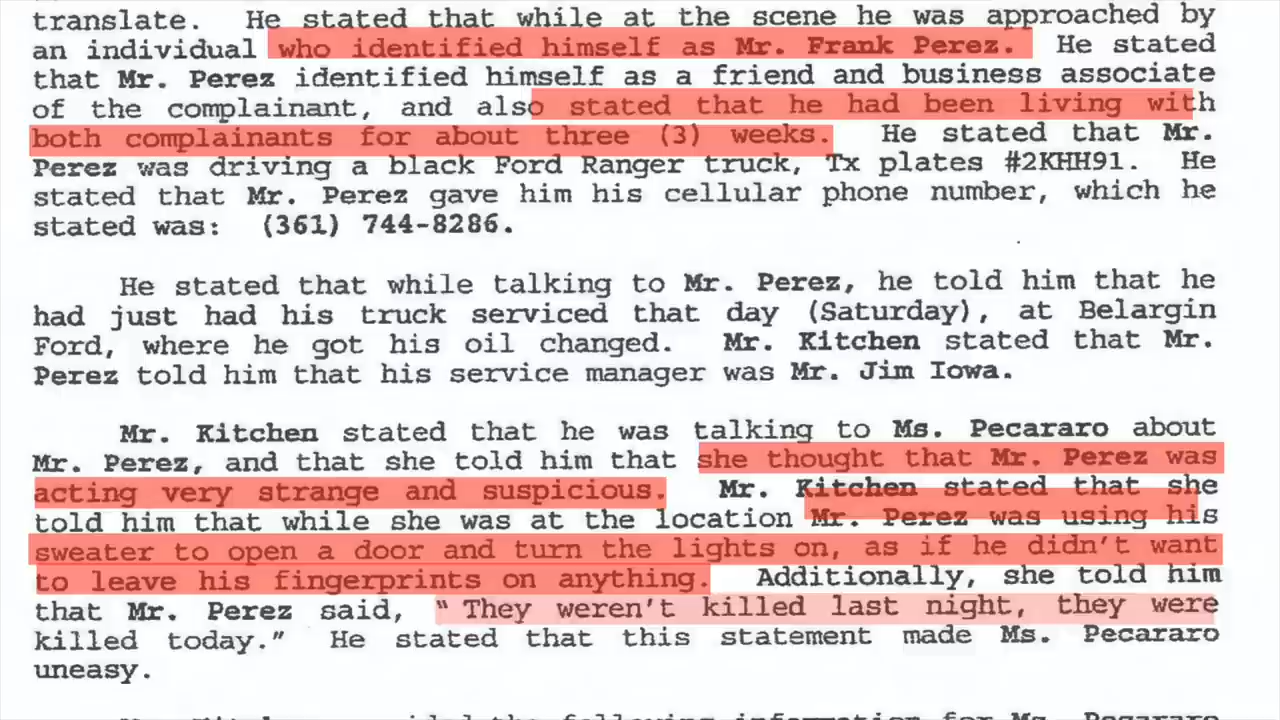 translate. He stated that while at the scene he was approached by
an individual who identified himself as Mr. Frank Perez. He stated
that Mr. Perez identified himself as a friend and business associate
of the complainant, and also stated that he had been living with
both complainants for about three (3) weeks. He stated that Mr.
Perez was driving a black Ford Ranger truck, Tx plates #2KHH91. He
stated that Mr. Perez gave him his cellular phone number, which he
stated was: (361) 744-8286.
He stated that while talking to Mr. Perez, he told him that he
had just had his truck serviced that day (Saturday), at Belargin
Ford, where he got his oil changed. Mr. Kitchen stated that Mr.
Perez told him that his service manager was Mr. Jim Iowa.
Mr. Kitchen stated that he was talking to Ms. Pecararo about
Mr. Perez, and that she told him that she thought that Mr. Perez was
acting very strange and suspicious. Mr. Kitchen stated that she
told him that while she was at the location Mr. Perez was using his
sweater to open a door and turn the lights on, as if he didn't want
to leave his fingerprints on anything. Additionally, she told him
that Mr. Perez said, " They weren't killed last night, they were
killed today." He stated that this statement made Ms. Pecararo
uneasy.
the following information for Ms. Pecararo